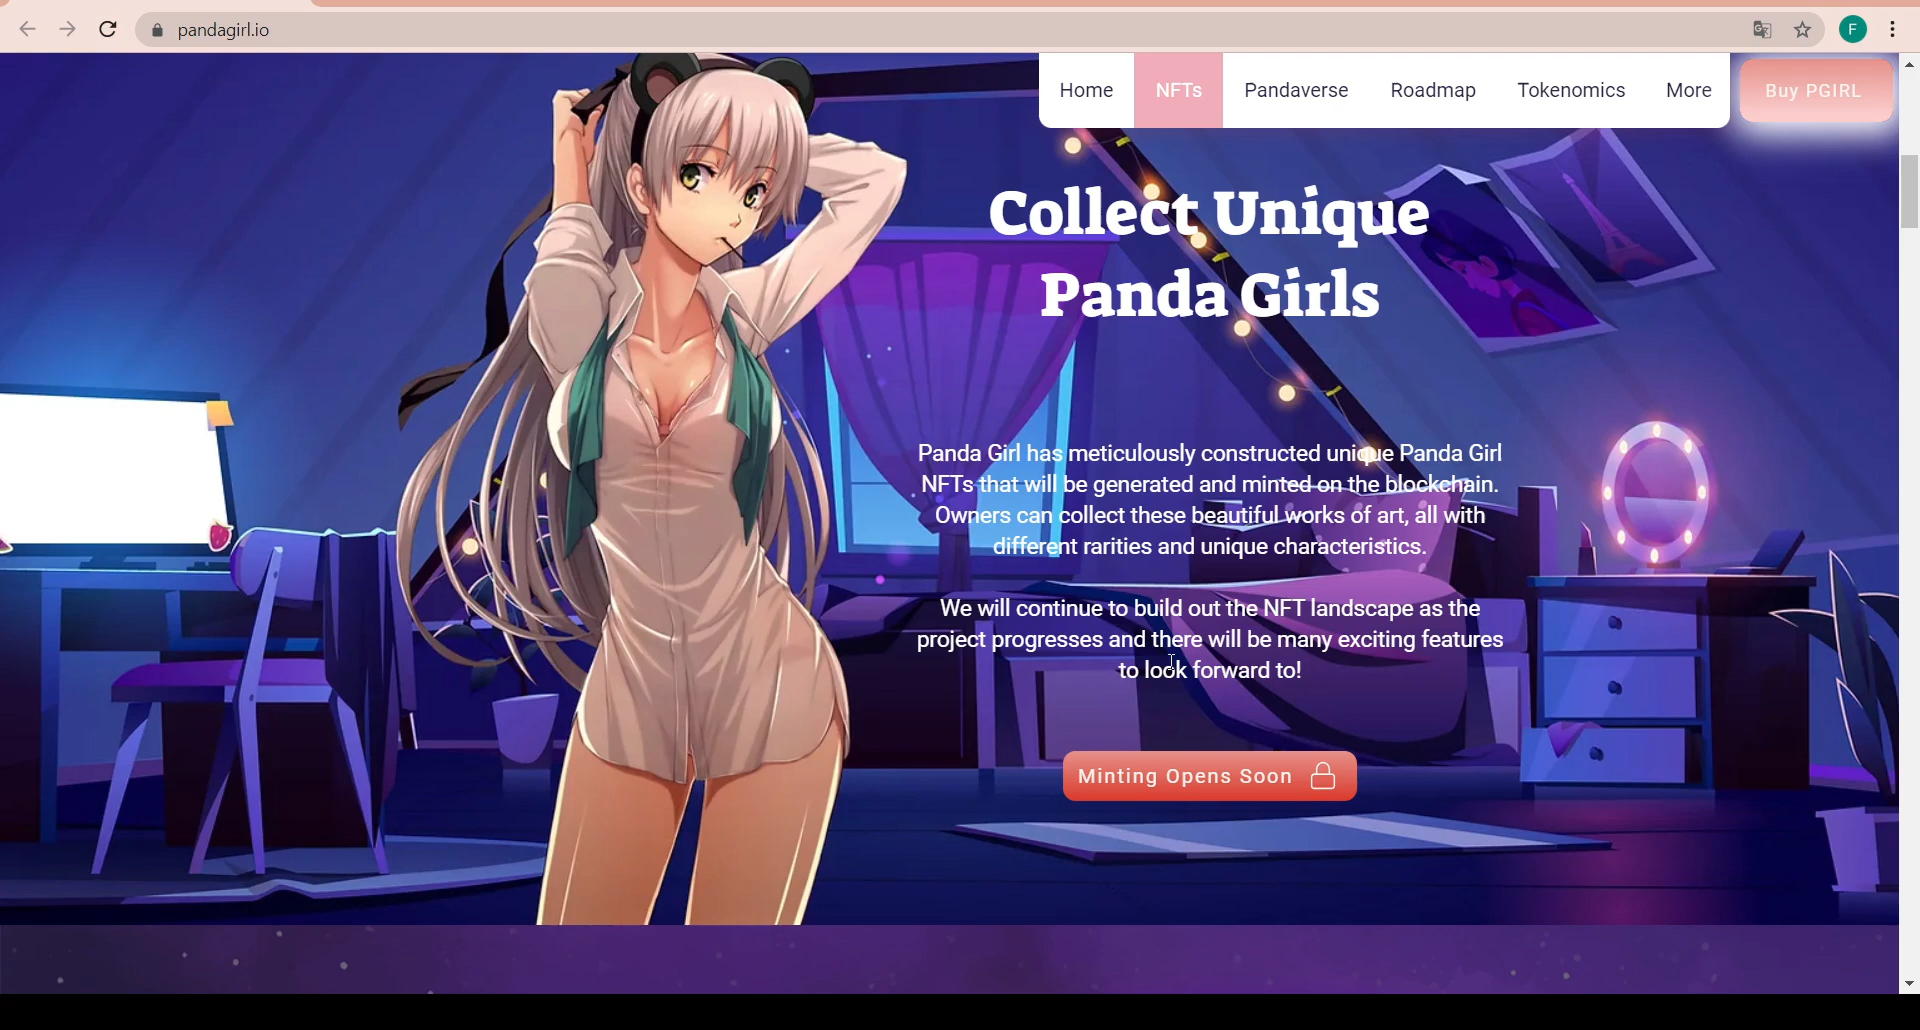 pandagirl.io
F
Home NFTs Pandaverse Roadmap Tokenomics More Buy PGIRL
Collect Unique
Panda Girls
Panda Girl has meticulously constructed unique Panda Girl
NFTs that will be generated and minted on the blockchain.
Owners can collect these beautiful works of art, all with
different rarities and unique characteristics.
We will continue to build out the NFT landscape as the
project progresses and there will be many exciting features
to look forward to!
Minting Opens Soon